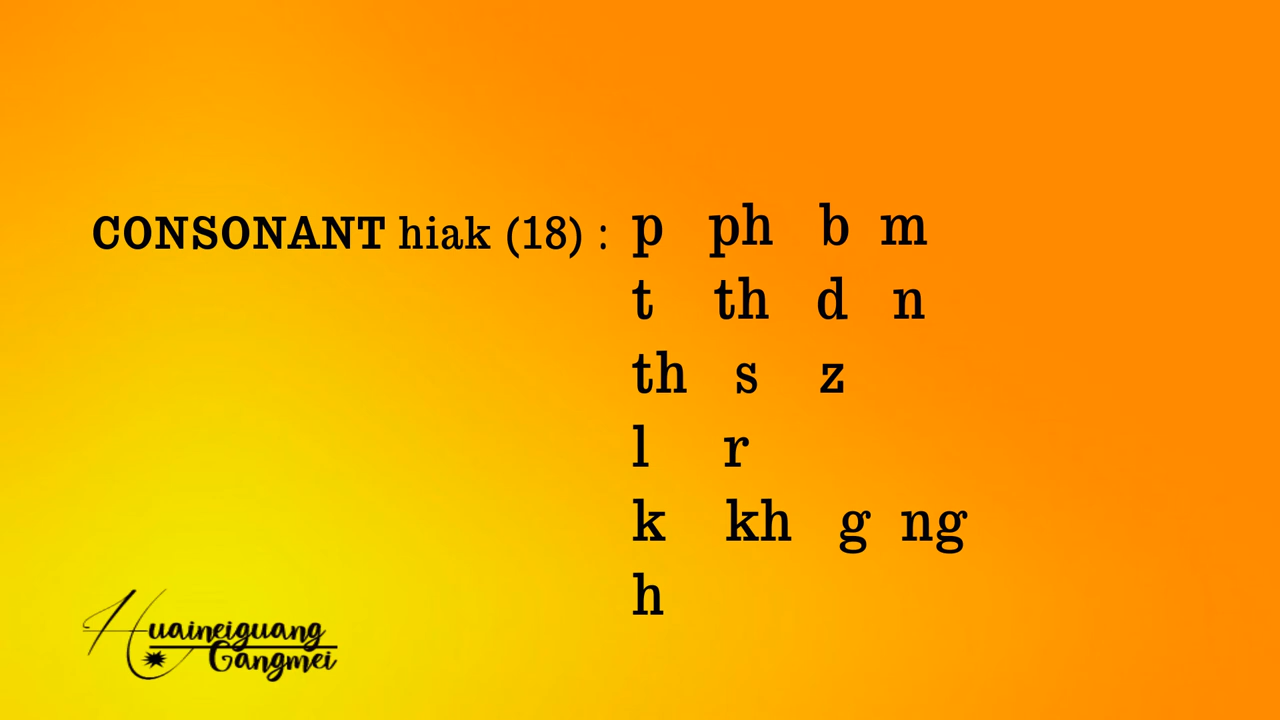 CONSONANT hiak (18) : p ph b m
t th d n
th s z
l r
k kh g ng
h
Huaineiguang
Gangmei